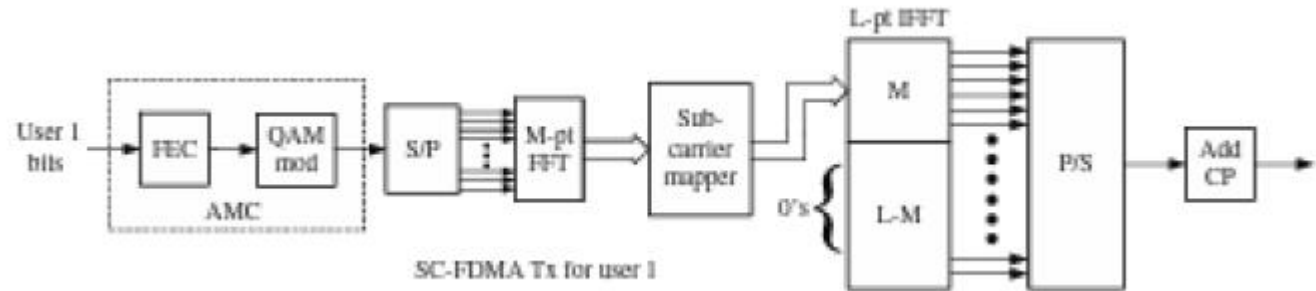 L-pt IFFT
User 1
bits
FEC
QAM
mod
AMC
S/P
M-pt
FFT
Sub-
carrier
mapper
M
0's
L-M
P/S
Add
CP
SC-FDMA Tx for user 1